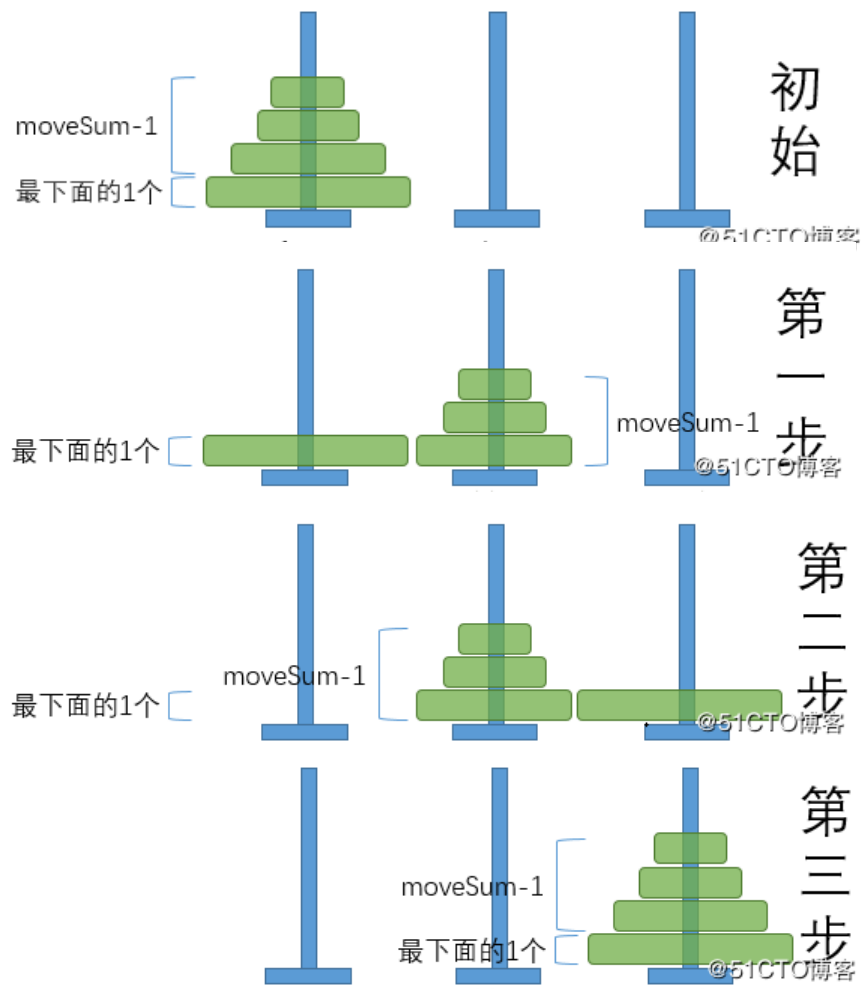 初始
moveSum-1
最下面的1个
@51CTO博客
第一步
moveSum-1
最下面的1个
@51CTO博客
第二步
moveSum-1
最下面的1个
@51CTO博客
第三步
moveSum-1
最下面的1个
@51CTO博客